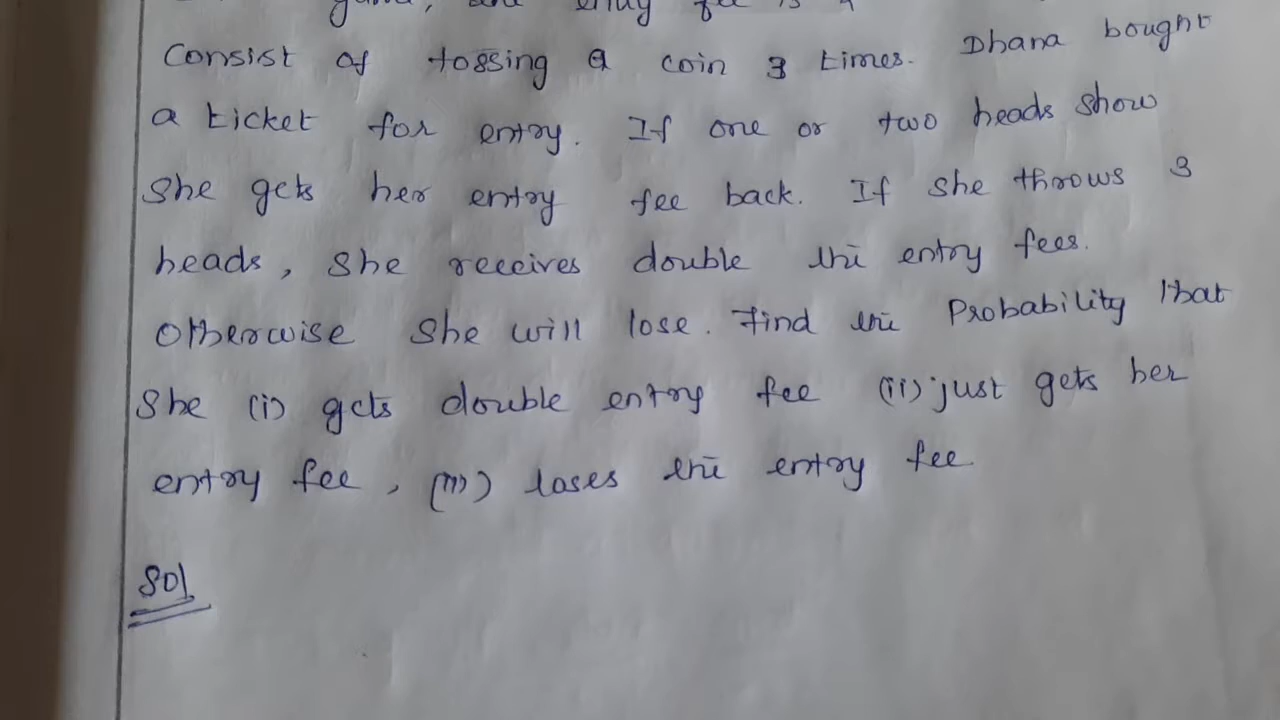 fee is
Consist of tossing a coin 3 times. Dhana bought
a ticket for entry. If one or two heads show
She gets her entry fee back. If she throws 3
heads, She receives double the entry fees.
Otherwise She will lose. Find the Probability that
She (i) gets double entry fee (ii) just gets her
entry fee, (iii) loses the entry fee
Sol